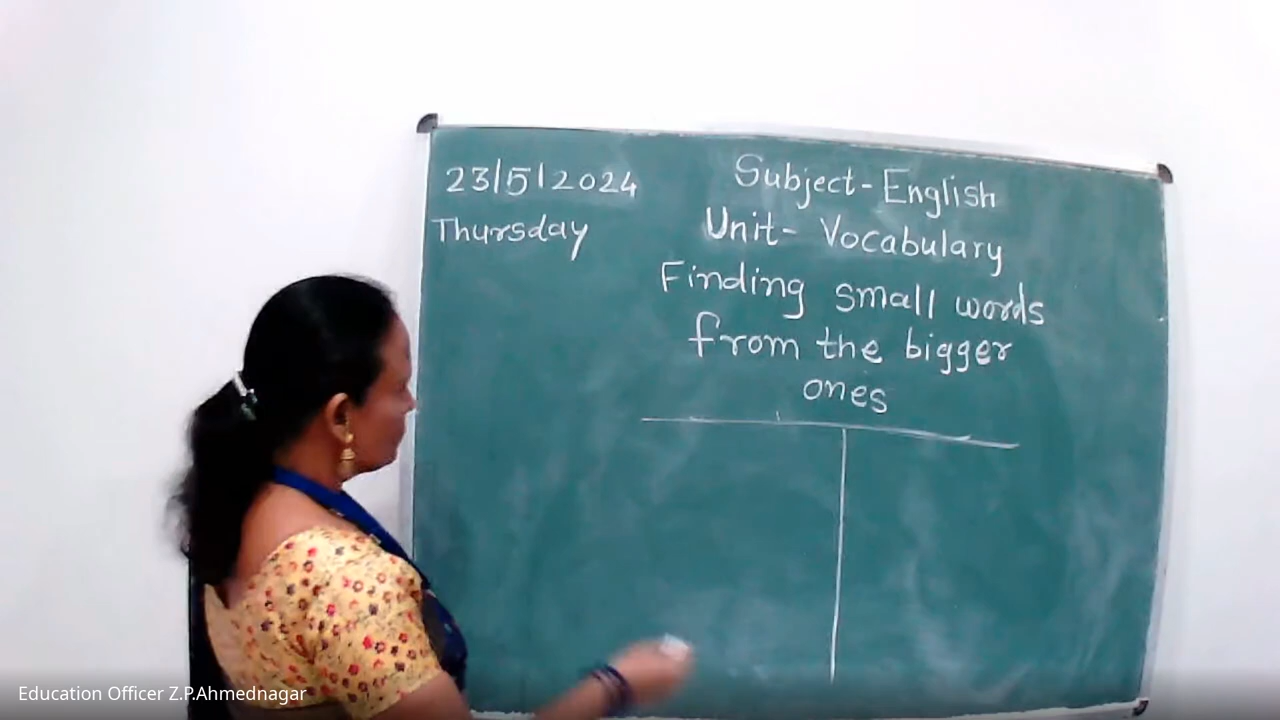 23/5/2024
Thursday
Subject-English
Unit- Vocabulary
Finding small words
from the bigger
ones
Education Officer Z.P.Ahmednagar